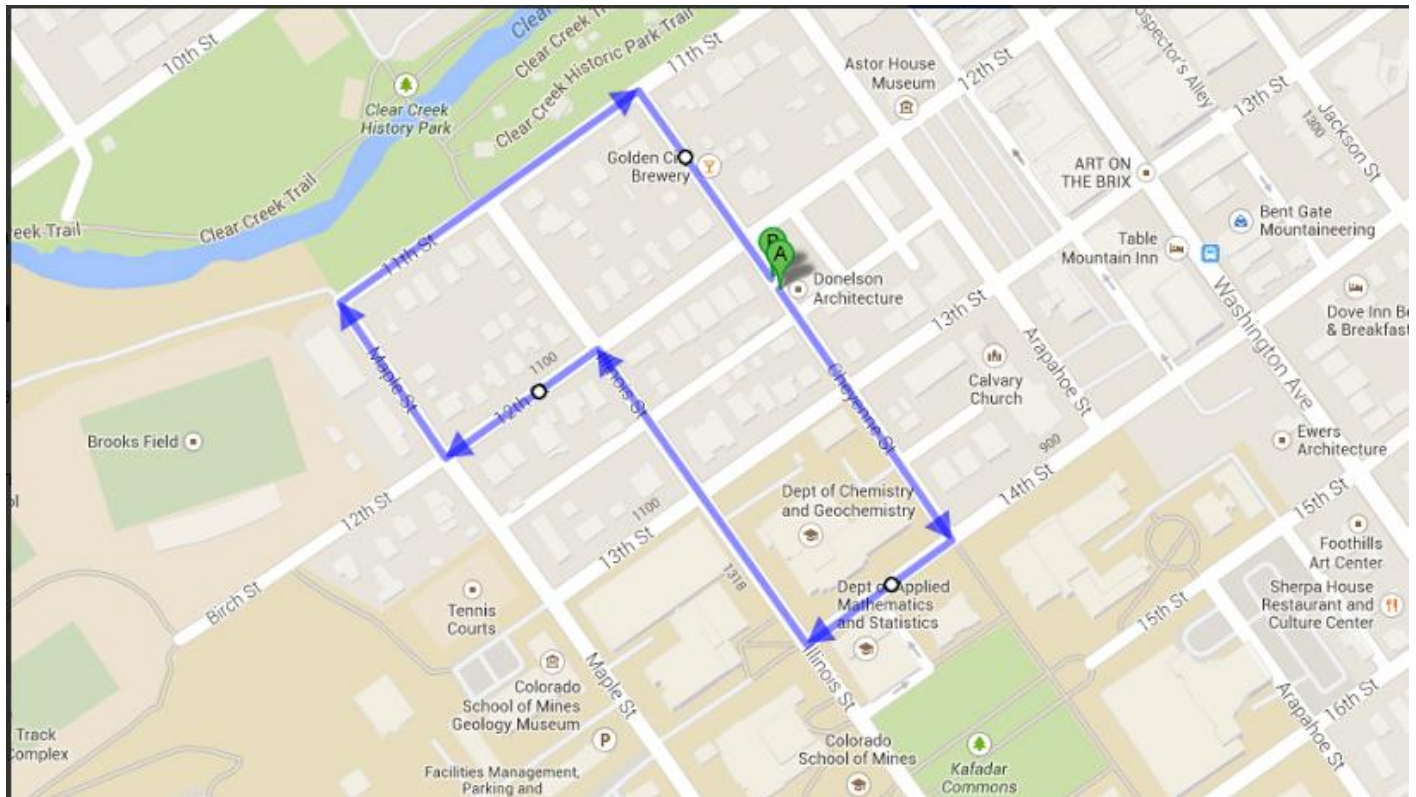 10th St
Clear Creek
History Park
Clear Creek T
Clear Creek Historic Park Trail
11th St
Astor House
Museum
12th St
13th St
Jackson St
1300
ospector's Alley
Golden Ci
Brewery
ART ON
THE BRIX
Bent Gate
Mountaineering
Table
Mountain Inn
eek Trail
Clear Creek Trail
11th St
B
A
Donelson
Architecture
13th St
Arapahoe St
Washington Ave
Dove Inn Be
& Breakfast
Maple St
1100
12th
Illinois St
Cheyenne St
Calvary
Church
Brooks Field
900
Ewers
Architecture
ol
12th St
1100
13th St
Dept of Chemistry
and Geochemistry
14th St
15th St
1318
Foothills
Art Center
Birch St
Tennis
Courts
Dept of Applied
Mathematics
and Statistics
15th St
Sherpa House
Restaurant and
Culture Center
Maple St
Illinois St
Colorado
School of Mines
Geology Museum
P
Arapahoe St
16th St
Track
Complex
Colorado
School of Mines
Kafadar
Commons
Facilities Management,
Parking and